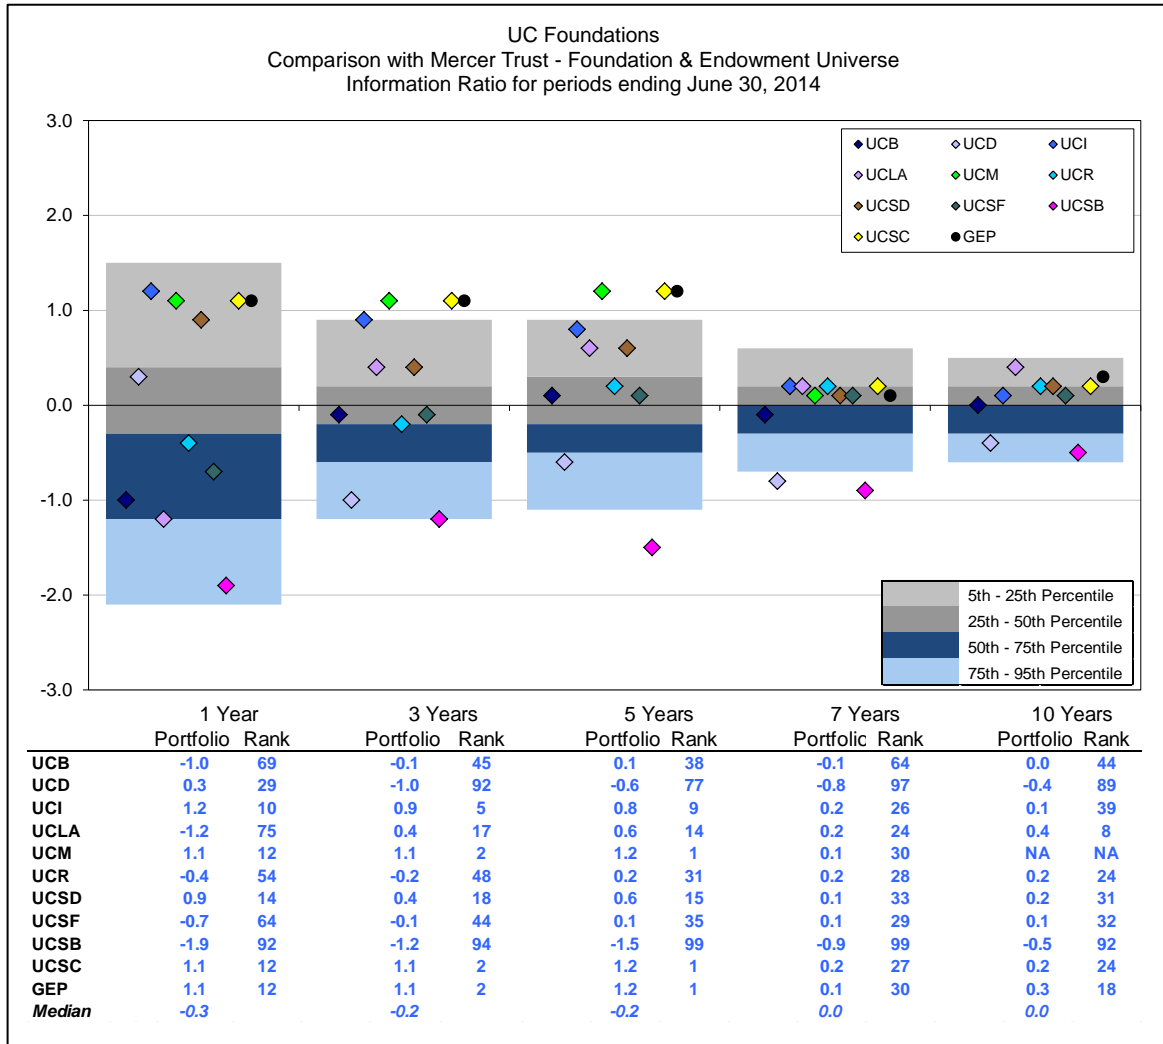 UC Foundations
Comparison with Mercer Trust - Foundation & Endowment Universe
Information Ratio for periods ending June 30, 2014
3.0
2.0
1.0
0.0
-1.0
-2.0
-3.0
UCB UCD UCI
UCLA UCM UCR
UCSD UCSF UCSB
UCSC GEP
5th - 25th Percentile
25th - 50th Percentile
50th - 75th Percentile
75th - 95th Percentile
1 Year 3 Years 5 Years 7 Years 10 Years
Portfolio Rank Portfolio Rank Portfolio Rank Portfolio Rank Portfolio Rank
UCB -1.0 69 -0.1 45 0.1 38 -0.1 64 0.0 44
UCD 0.3 29 -1.0 92 -0.6 77 -0.8 97 -0.4 89
UCI 1.2 10 0.9 5 0.8 9 0.2 26 0.1 39
UCLA -1.2 75 0.4 17 0.6 14 0.2 24 0.4 8
UCM 1.1 12 1.1 2 1.2 1 0.1 30 NA NA
UCR -0.4 54 -0.2 48 0.2 31 0.2 28 0.2 24
UCSD 0.9 14 0.4 18 0.6 15 0.1 33 0.2 31
UCSF -0.7 64 -0.1 44 0.1 35 0.1 29 0.1 32
UCSB -1.9 92 -1.2 94 -1.5 99 -0.9 99 -0.5 92
UCSC 1.1 12 1.1 2 1.2 1 0.2 27 0.2 24
GEP 1.1 12 1.1 2 1.2 1 0.1 30 0.3 18
Median -0.3 -0.2 -0.2 0.0 0.0